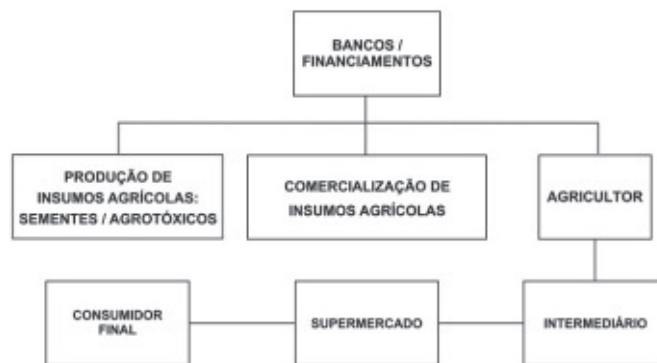 BANCOS /
FINANCIAMENTOS
PRODUÇÃO DE
INSUMOS AGRÍCOLAS:
SEMENTES / AGROTÓXICOS
COMERCIALIZAÇÃO DE
INSUMOS AGRÍCOLAS
AGRICULTOR
CONSUMIDOR
FINAL
SUPERMERCADO
INTERMEDIÁRIO